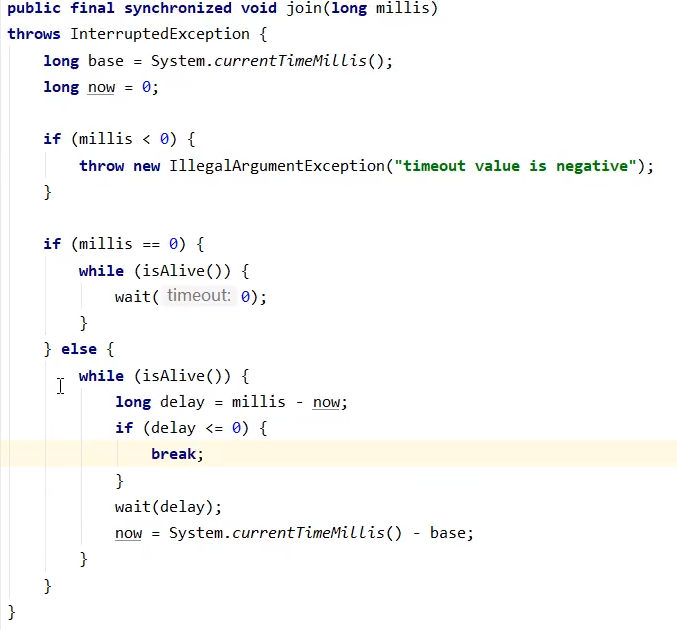 public final synchronized void join(long millis)
throws InterruptedException {
    long base = System.currentTimeMillis();
    long now = 0;

    if (millis < 0) {
        throw new IllegalArgumentException("timeout value is negative");
    }

    if (millis == 0) {
        while (isAlive()) {
            wait( timeout: 0);
        }
    } else {
        while (isAlive()) {
            long delay = millis - now;
            if (delay <= 0) {
                break;
            }
            wait(delay);
            now = System.currentTimeMillis() - base;
        }
    }
}